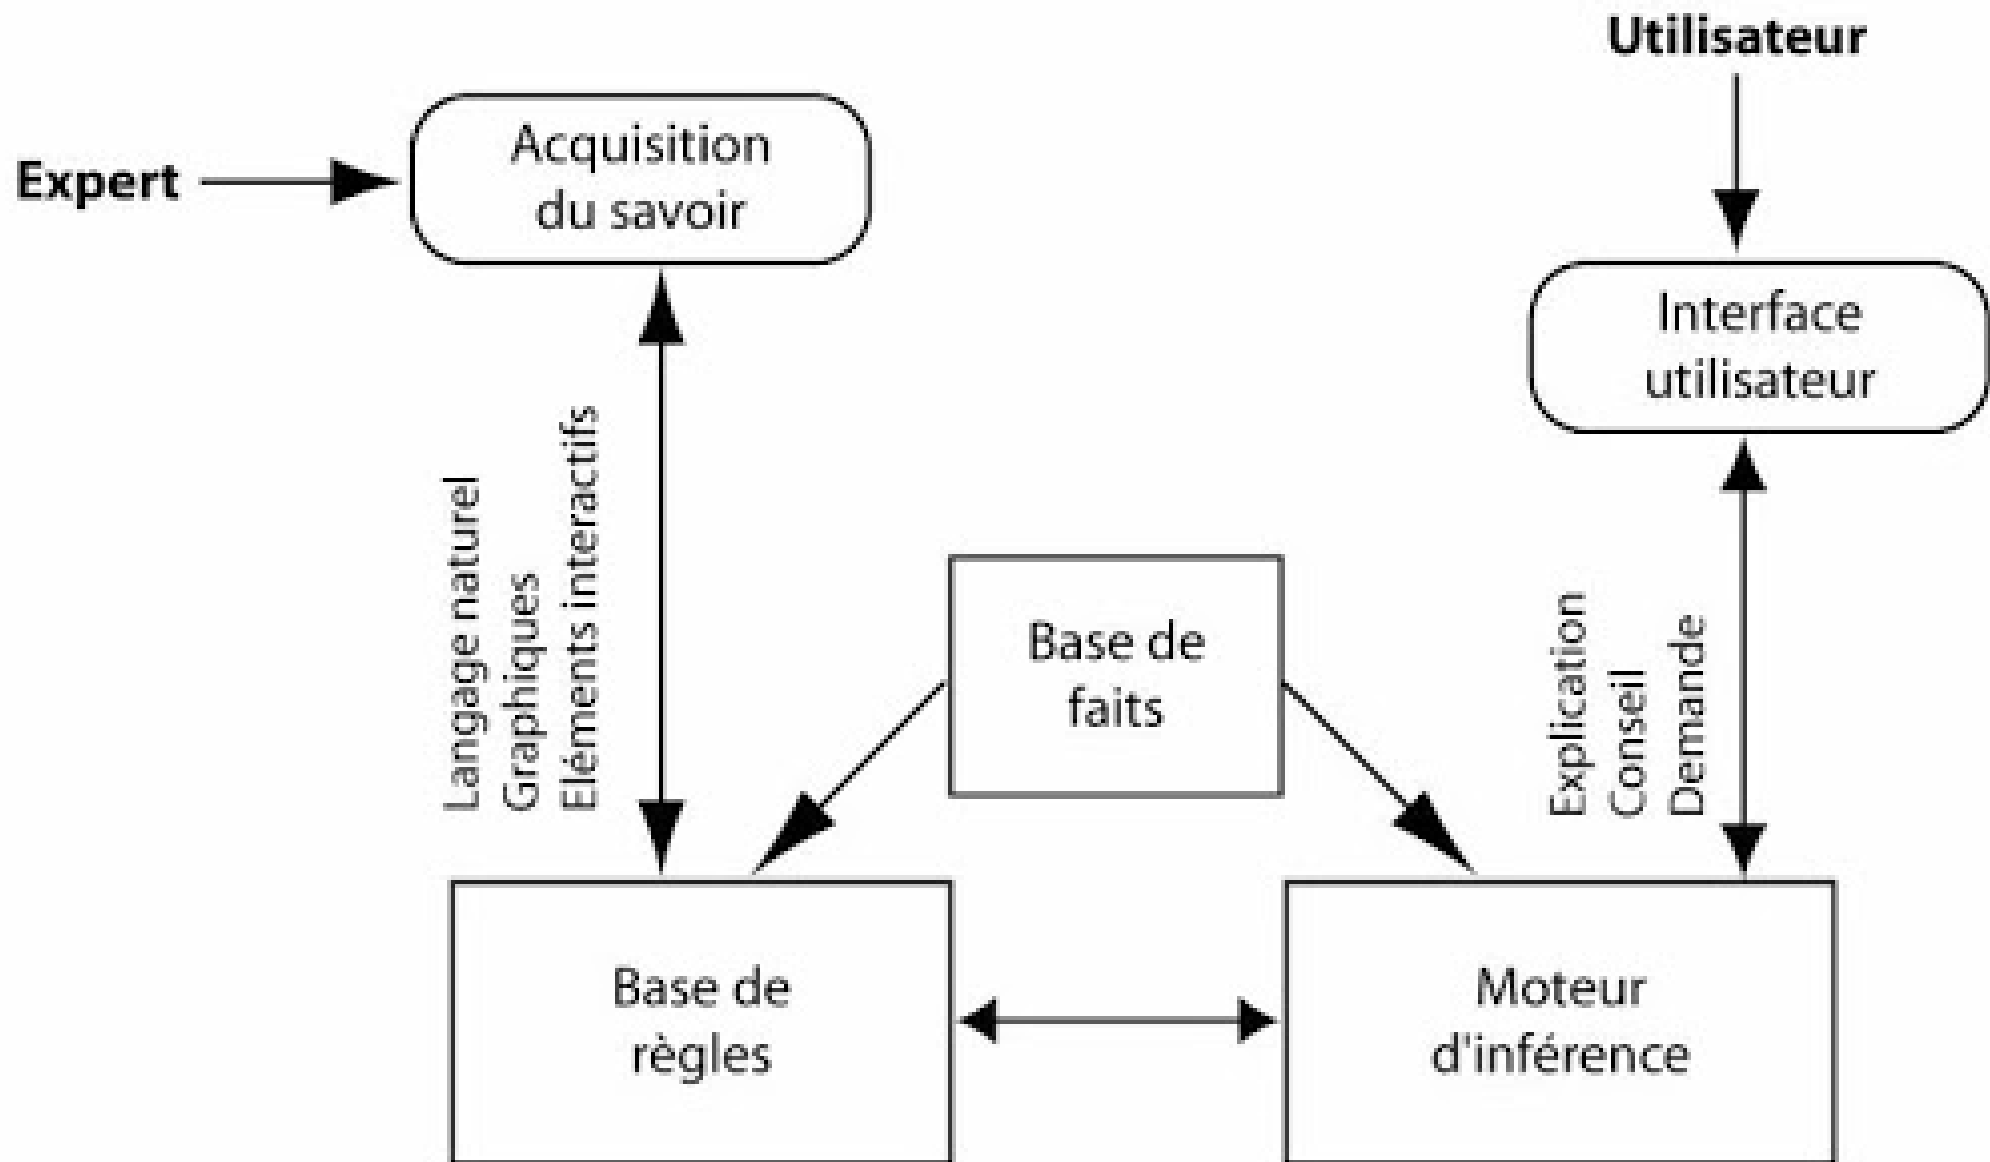 Utilisateur
Expert
Acquisition
du savoir
Interface
utilisateur
Langage naturel
Graphiques
Eléments interactifs
Base de
faits
Explication
Conseil
Demande
Base de
règles
Moteur
d'inférence